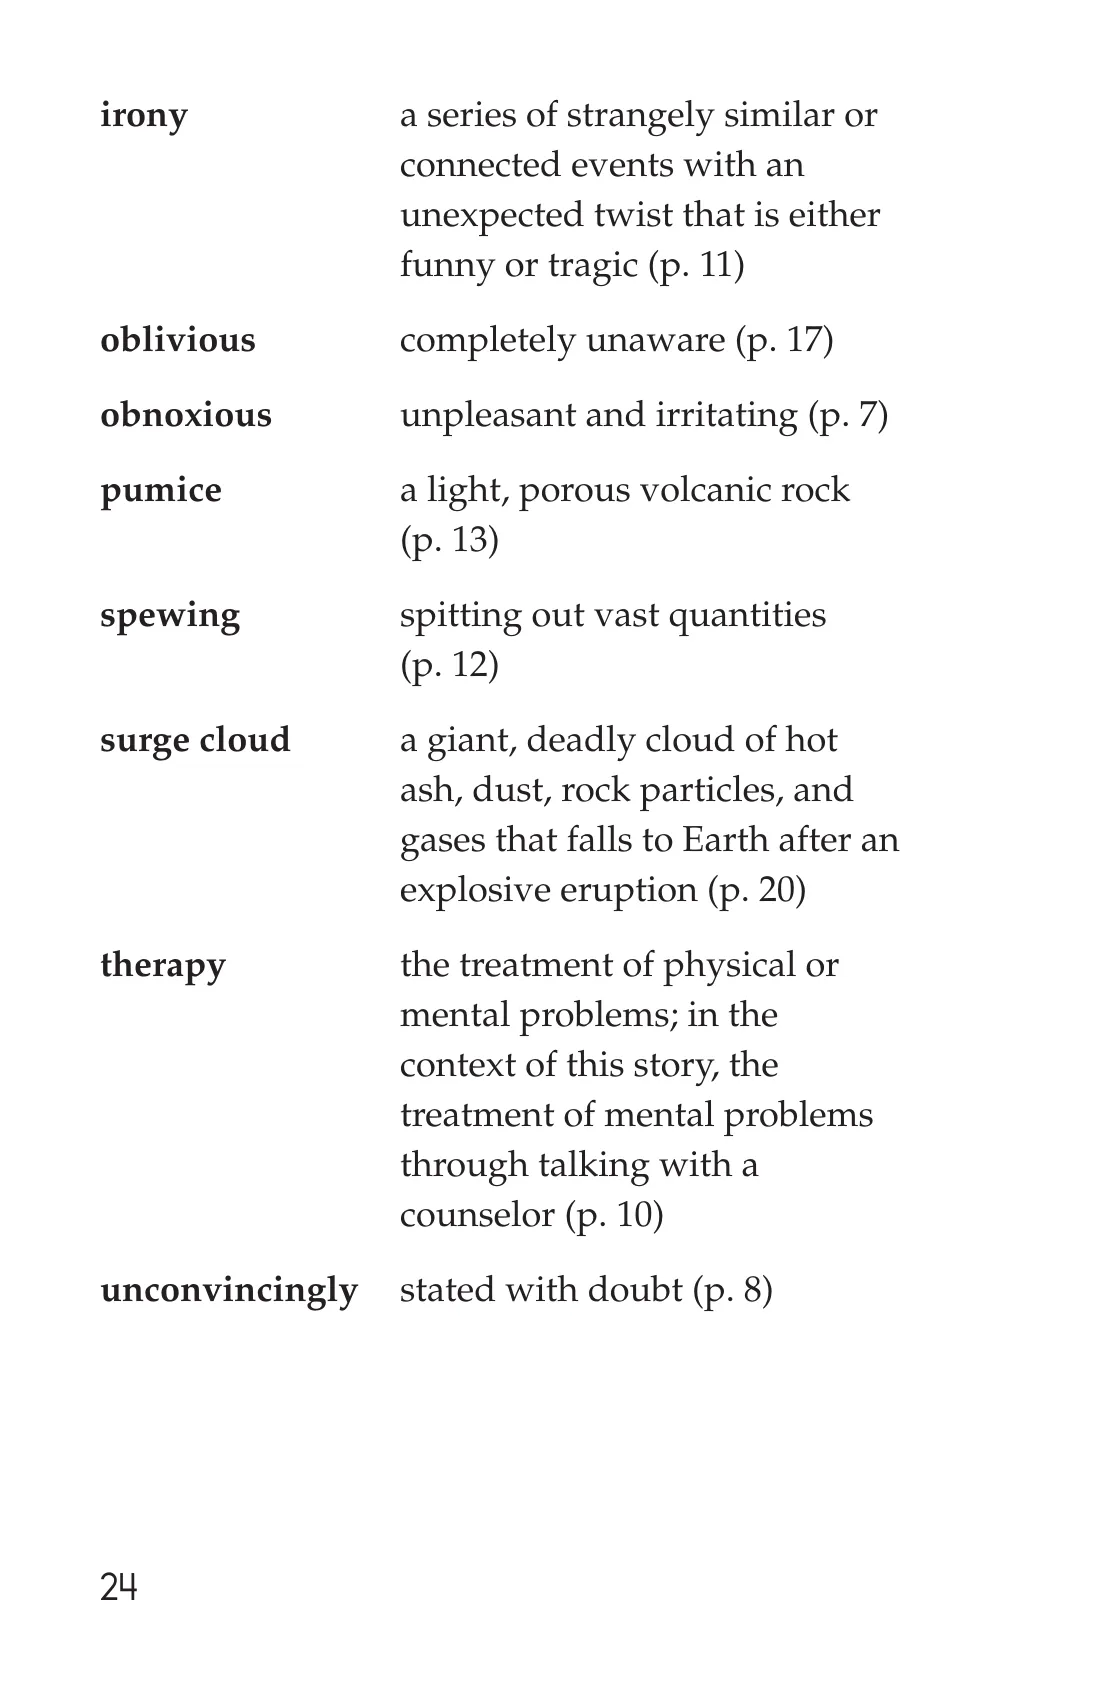 irony a series of strangely similar or
connected events with an
unexpected twist that is either
funny or tragic (p. 11)
oblivious completely unaware (p. 17)
obnoxious unpleasant and irritating (p. 7)
pumice a light, porous volcanic rock
(p. 13)
spewing spitting out vast quantities
(p. 12)
surge cloud a giant, deadly cloud of hot
ash, dust, rock particles, and
gases that falls to Earth after an
explosive eruption (p. 20)
therapy the treatment of physical or
mental problems; in the
context of this story, the
treatment of mental problems
through talking with a
counselor (p. 10)
unconvincingly stated with doubt (p. 8)
24